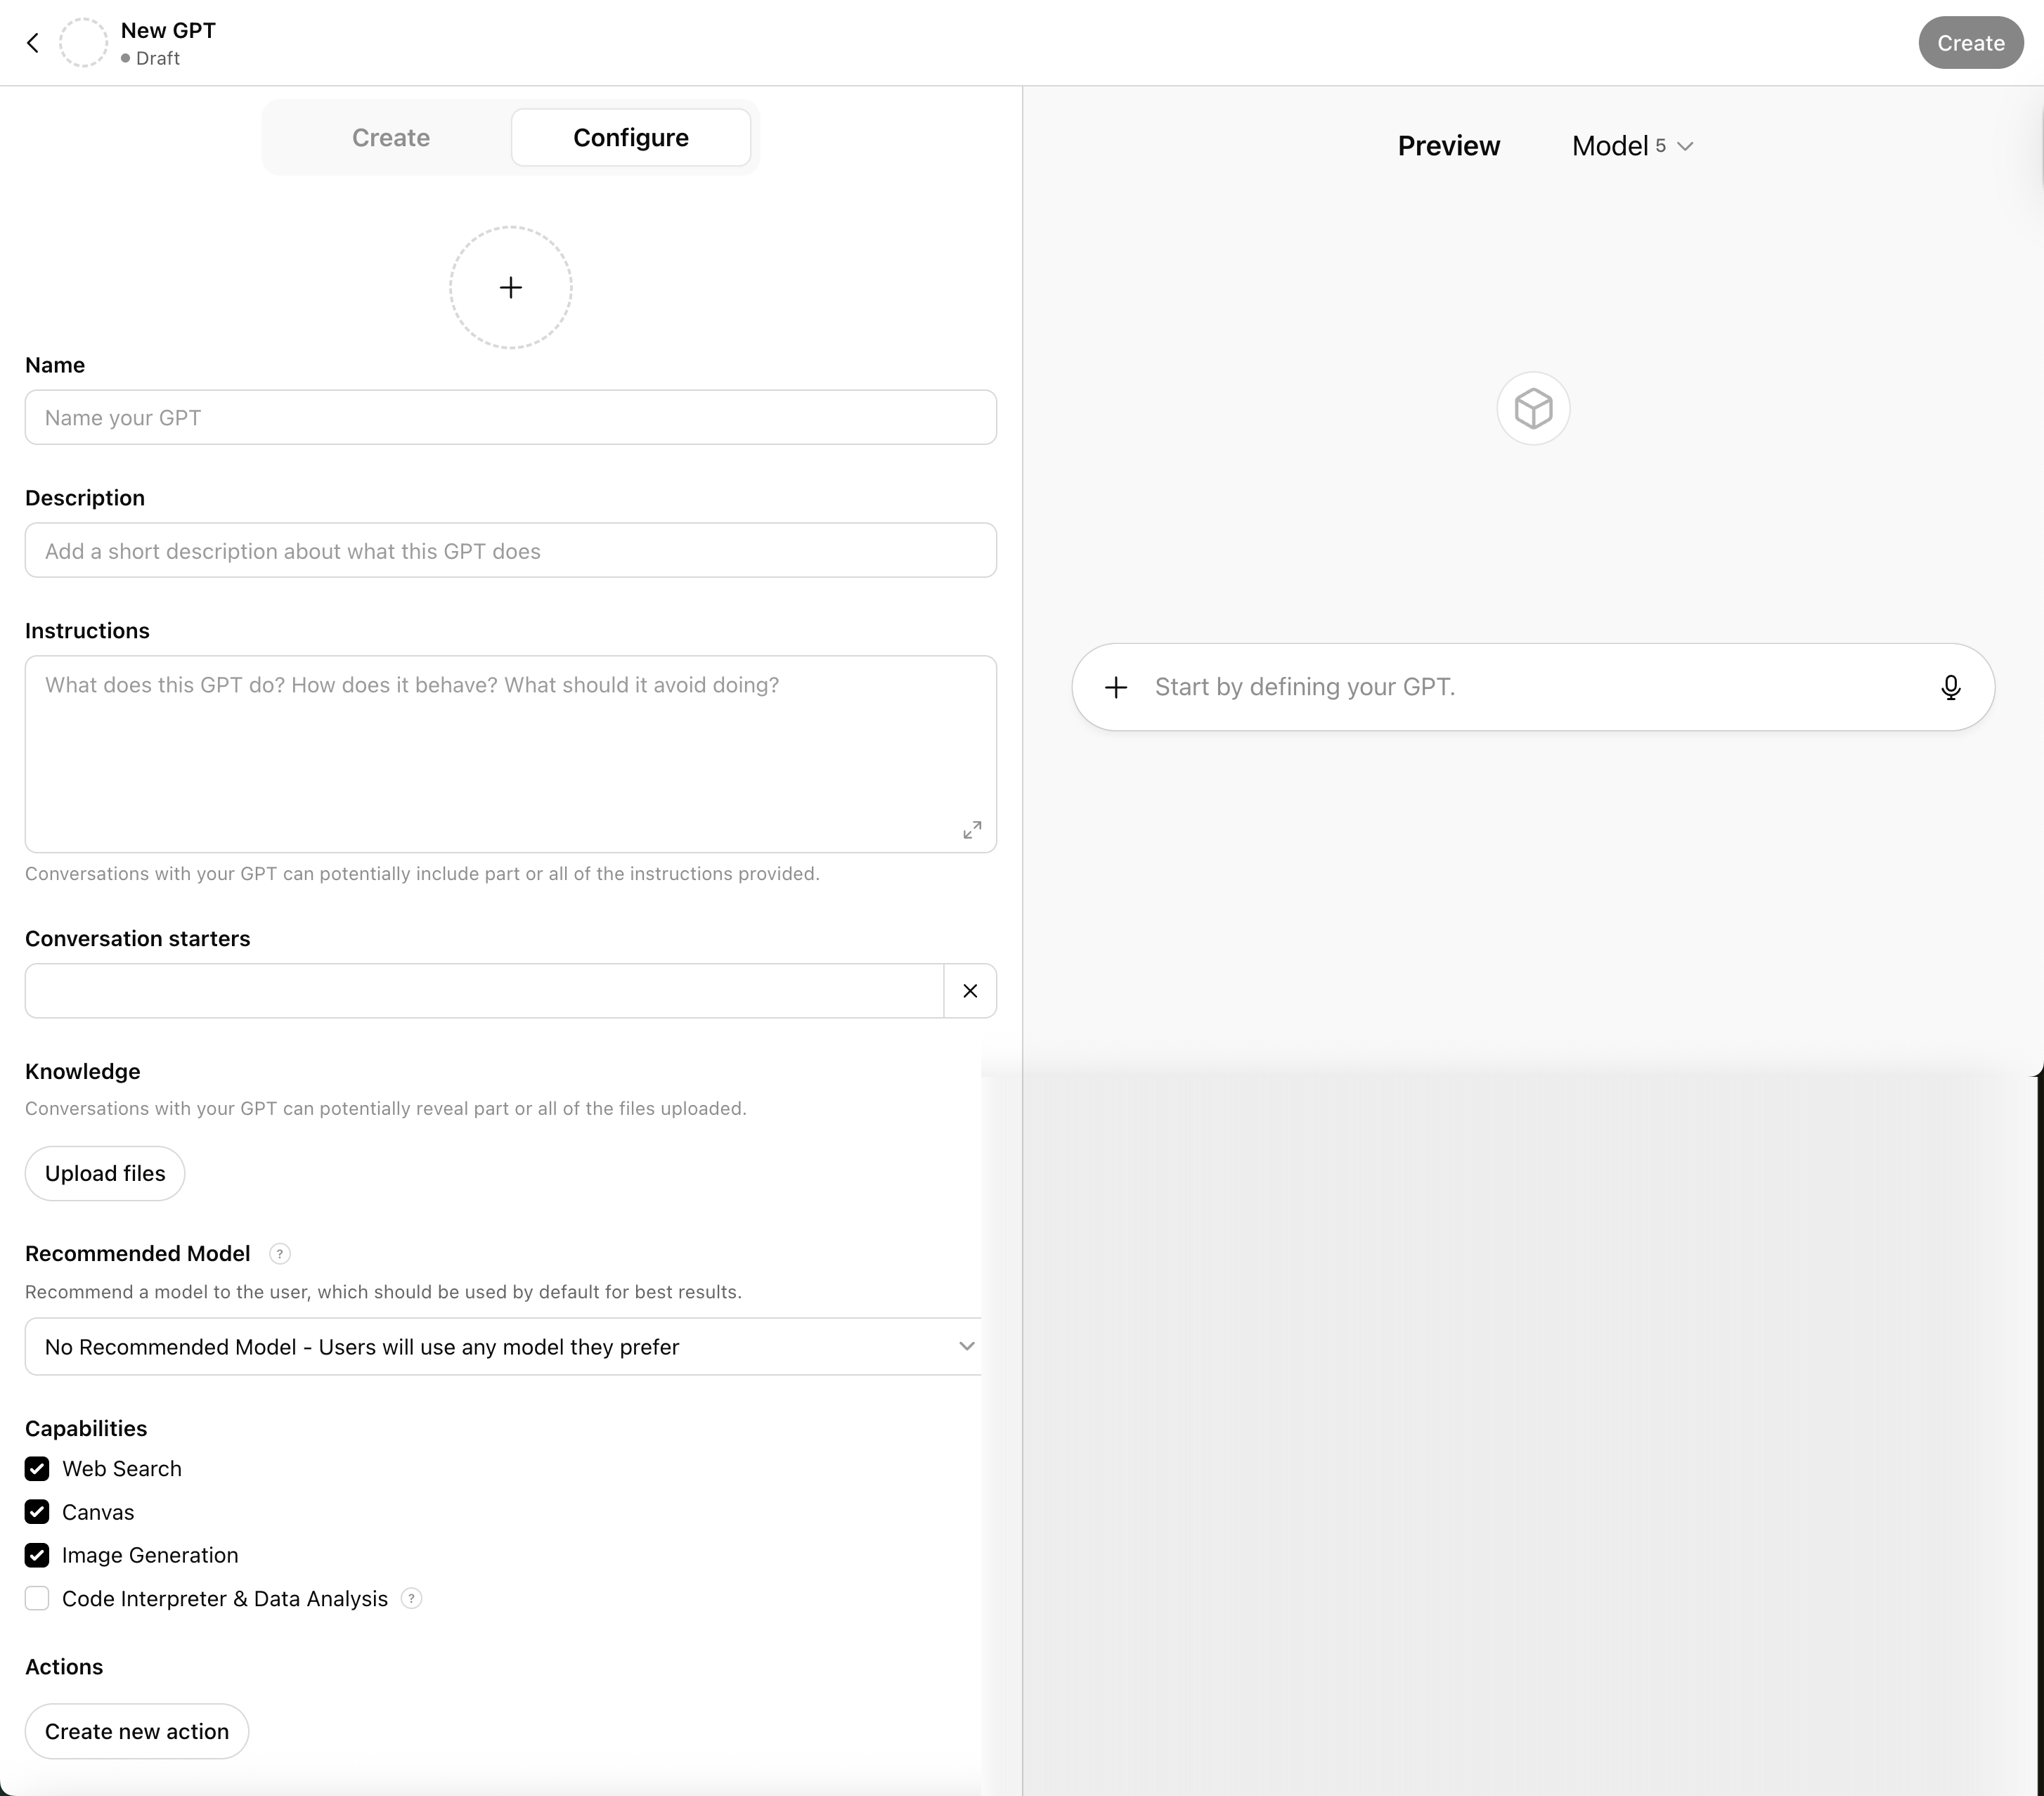 New GPT
Draft
Create
Create
Configure
Name
Name your GPT
Description
Add a short description about what this GPT does
Instructions
What does this GPT do? How does it behave? What should it avoid doing?
Conversations with your GPT can potentially include part or all of the instructions provided.
Conversation starters
Knowledge
Conversations with your GPT can potentially reveal part or all of the files uploaded.
Upload files
Recommended Model ?
Recommend a model to the user, which should be used by default for best results.
No Recommended Model - Users will use any model they prefer
Capabilities
Web Search
Canvas
Image Generation
Code Interpreter & Data Analysis ?
Actions
Create new action
Preview
Model 5
Start by defining your GPT.